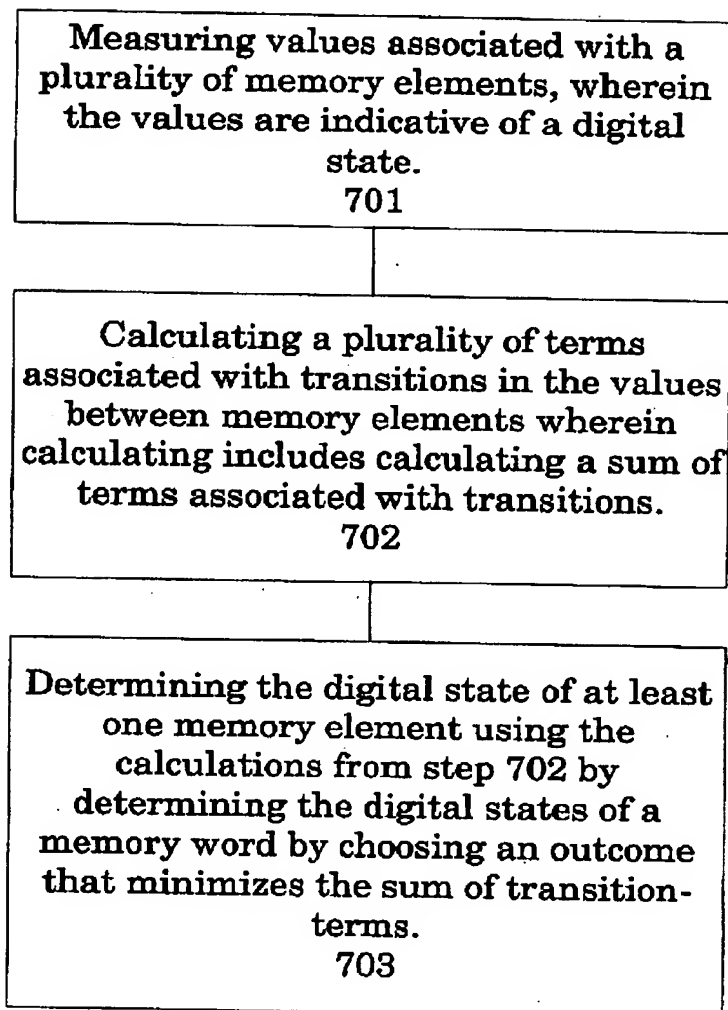 Measuring values associated with a
plurality of memory elements, wherein
the values are indicative of a digital
state.
701
Calculating a plurality of terms
associated with transitions in the values
between memory elements wherein
calculating includes calculating a sum of
terms associated with transitions.
702
Determining the digital state of at least
one memory element using the
calculations from step 702 by
determining the digital states of a
memory word by choosing an outcome
that minimizes the sum of transition-
terms.
703